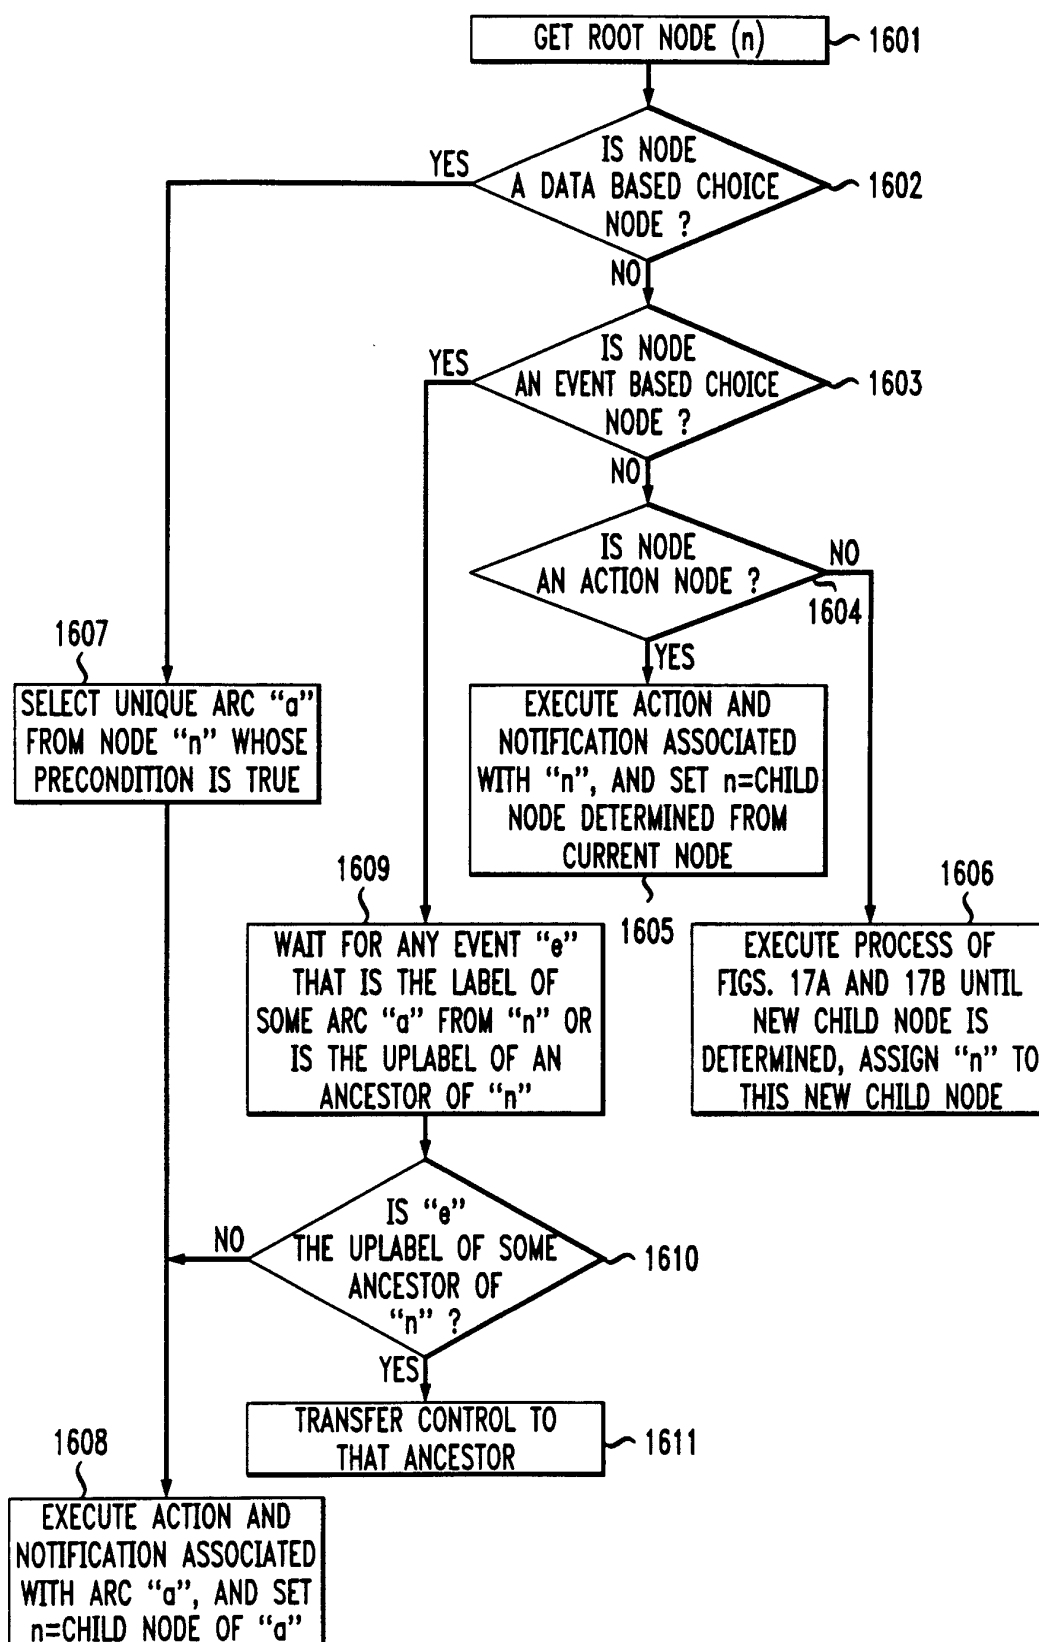 GET ROOT NODE (n)
1601
IS NODE
A DATA BASED CHOICE
NODE ?
1602
YES
NO
IS NODE
AN EVENT BASED CHOICE
NODE ?
1603
YES
NO
IS NODE
AN ACTION NODE ?
1604
NO
YES
1607
SELECT UNIQUE ARC “a”
FROM NODE “n” WHOSE
PRECONDITION IS TRUE
EXECUTE ACTION AND
NOTIFICATION ASSOCIATED
WITH “n”, AND SET n=CHILD
NODE DETERMINED FROM
CURRENT NODE
1605
1609
WAIT FOR ANY EVENT “e”
THAT IS THE LABEL OF
SOME ARC “a” FROM “n” OR
IS THE UPLABEL OF AN
ANCESTOR OF “n”
1606
EXECUTE PROCESS OF
FIGS. 17A AND 17B UNTIL
NEW CHILD NODE IS
DETERMINED, ASSIGN “n” TO
THIS NEW CHILD NODE
IS “e”
THE UPLABEL OF SOME
ANCESTOR OF
“n” ?
1610
NO
YES
TRANSFER CONTROL TO
THAT ANCESTOR
1611
1608
EXECUTE ACTION AND
NOTIFICATION ASSOCIATED
WITH ARC “a”, AND SET
n=CHILD NODE OF “a”